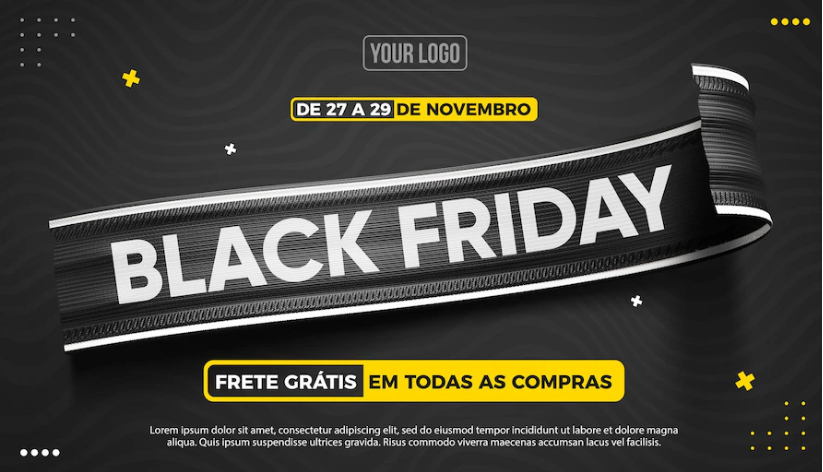 YOUR LOGO
DE 27 A 29 DE NOVEMBRO
BLACK FRIDAY
FRETE GRÁTIS EM TODAS AS COMPRAS
Lorem ipsum dolor sit amet, consectetur adipiscing elit, sed do eiusmod tempor incididunt ut labore et dolore magna
aliqua. Quis ipsum suspendisse ultrices gravida. Risus commodo viverra maecenas accumsan lacus vel facilisis.